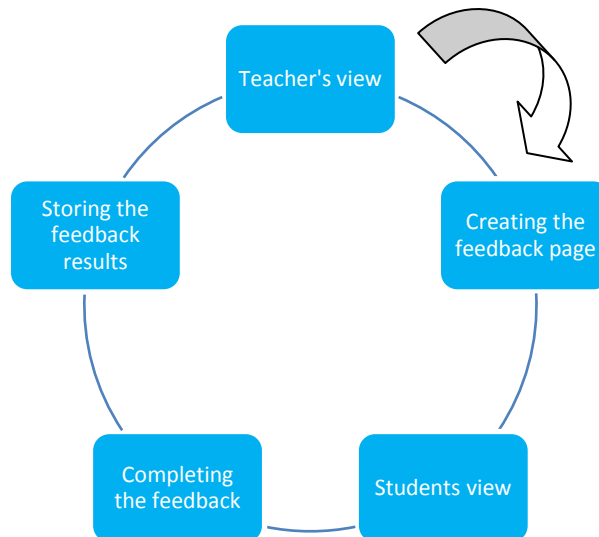 Teacher's view
Creating the
feedback page
Students view
Completing
the feedback
Storing the
feedback
results